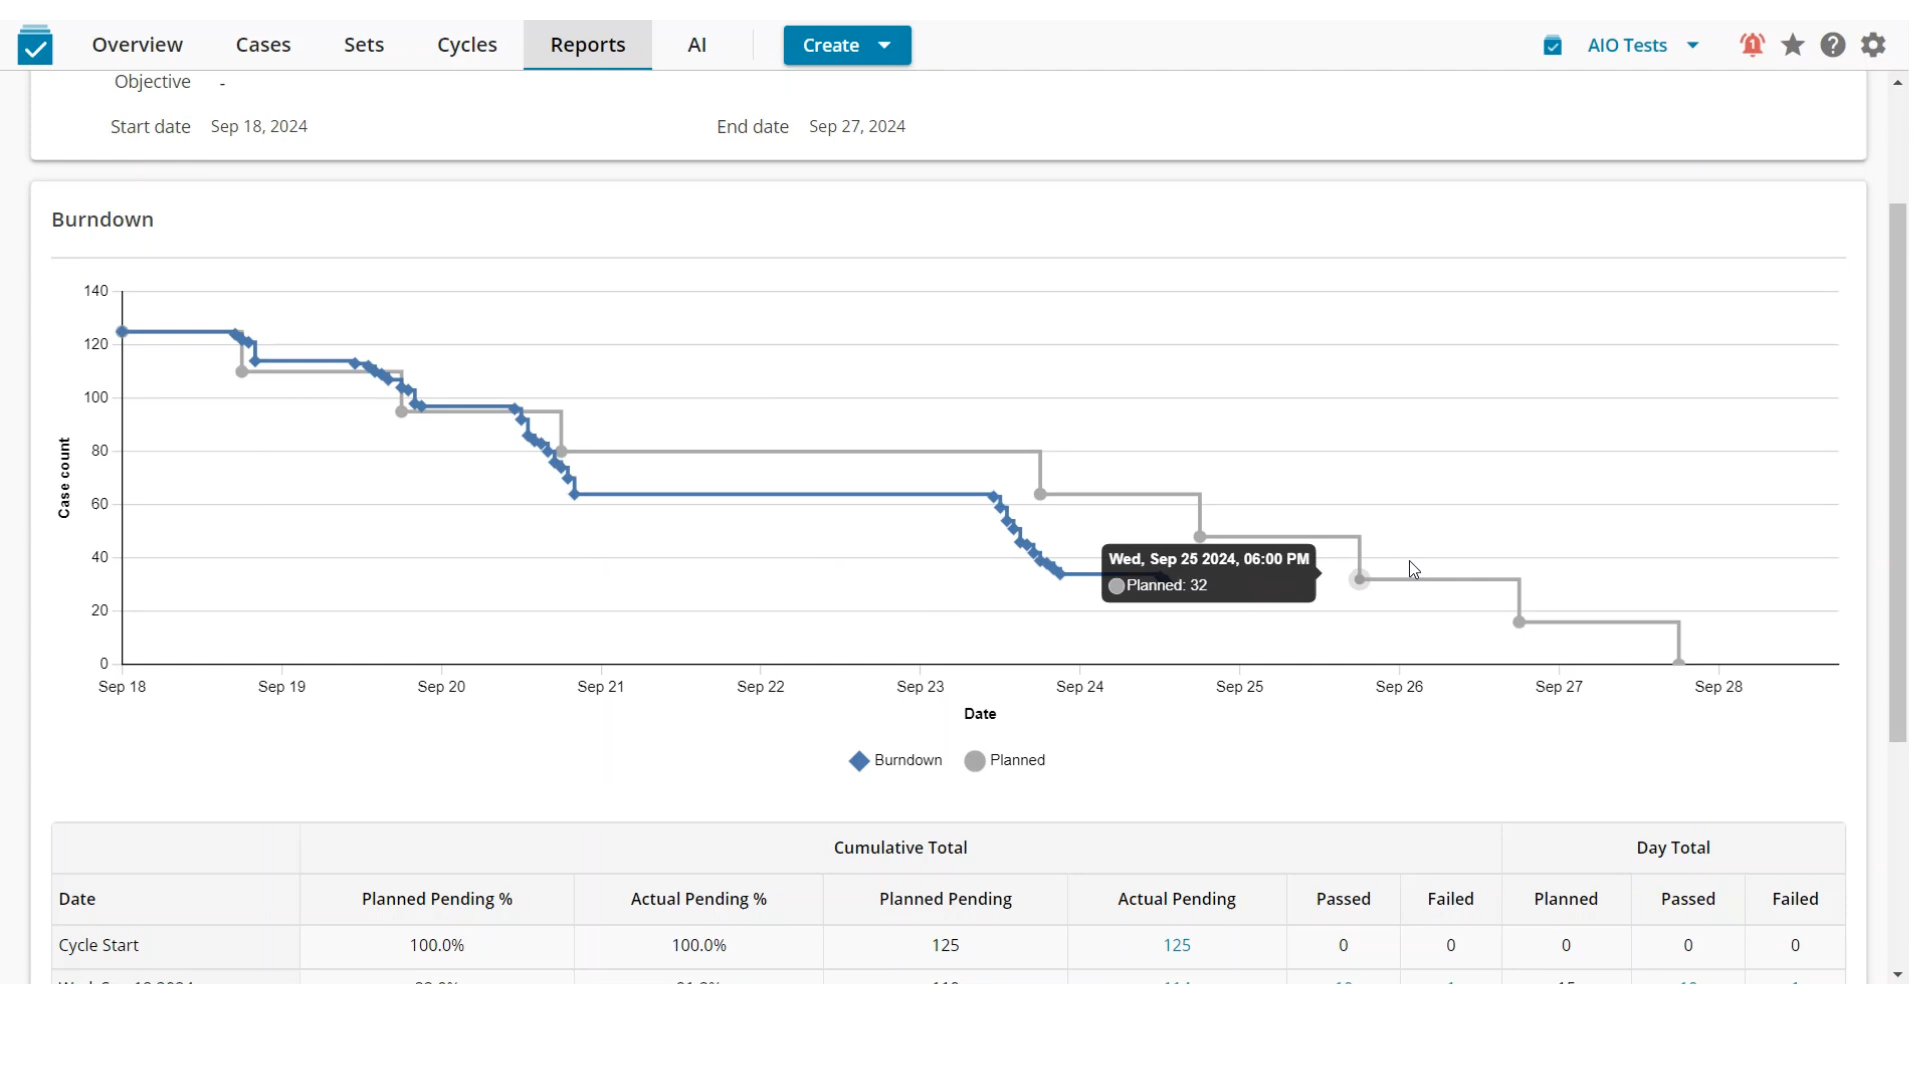 Overview Cases Sets Cycles Reports AI Create AIO Tests 1
Objective -
Start date Sep 18, 2024 End date Sep 27, 2024
Burndown
140
120
100
80
60
40
20
0
Case count
Wed, Sep 25 2024, 06:00 PM
Planned: 32
Sep 18 Sep 19 Sep 20 Sep 21 Sep 22 Sep 23 Sep 24 Sep 25 Sep 26 Sep 27 Sep 28
Date
Burndown Planned
Cumulative Total Day Total
Date Planned Pending % Actual Pending % Planned Pending Actual Pending Passed Failed Planned Passed Failed
Cycle Start 100.0% 100.0% 125 125 0 0 0 0 0